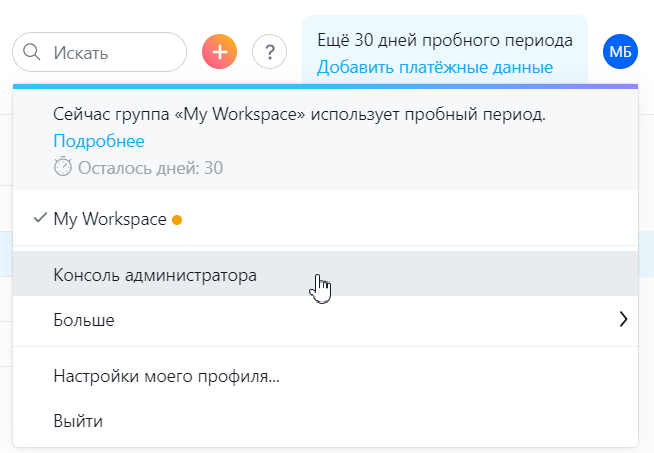 Искать
+
?
Ещё 30 дней пробного периода
Добавить платёжные данные
МБ
Сейчас группа «My Workspace» использует пробный период.
Подробнее
Осталось дней: 30
My Workspace
Консоль администратора
Больше
Настройки моего профиля...
Выйти